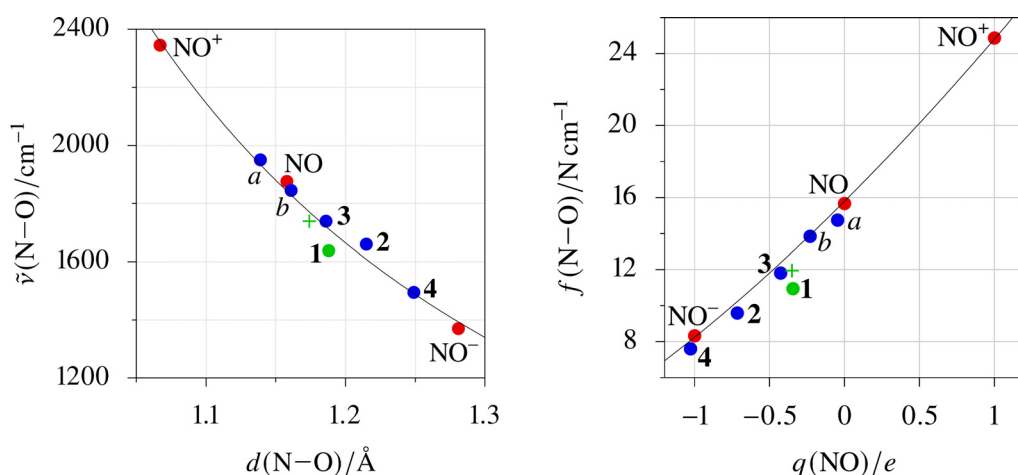 2400
2000
1600
1200
ν̃(N−O)/cm⁻¹
NO⁺
NO
a
b
3
2
1
4
NO⁻
1.1
1.2
1.3
d(N−O)/Å
24
20
16
12
8
f(N−O)/N cm⁻¹
NO⁺
NO
a
b
3
1
2
NO⁻
4
−1
−0.5
0
0.5
1
q(NO)/e